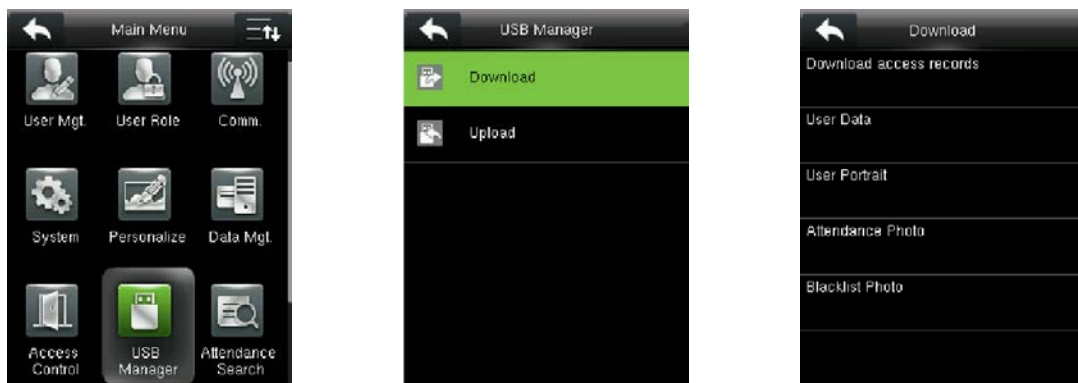 Main Menu
User Mgt.
User Role
Comm.
System
Personalize
Data Mgt.
Access
Control
USB
Manager
Attendance
Search
USB Manager
Download
Upload
Download
Download access records
User Data
User Portrait
Attendance Photo
Blacklist Photo